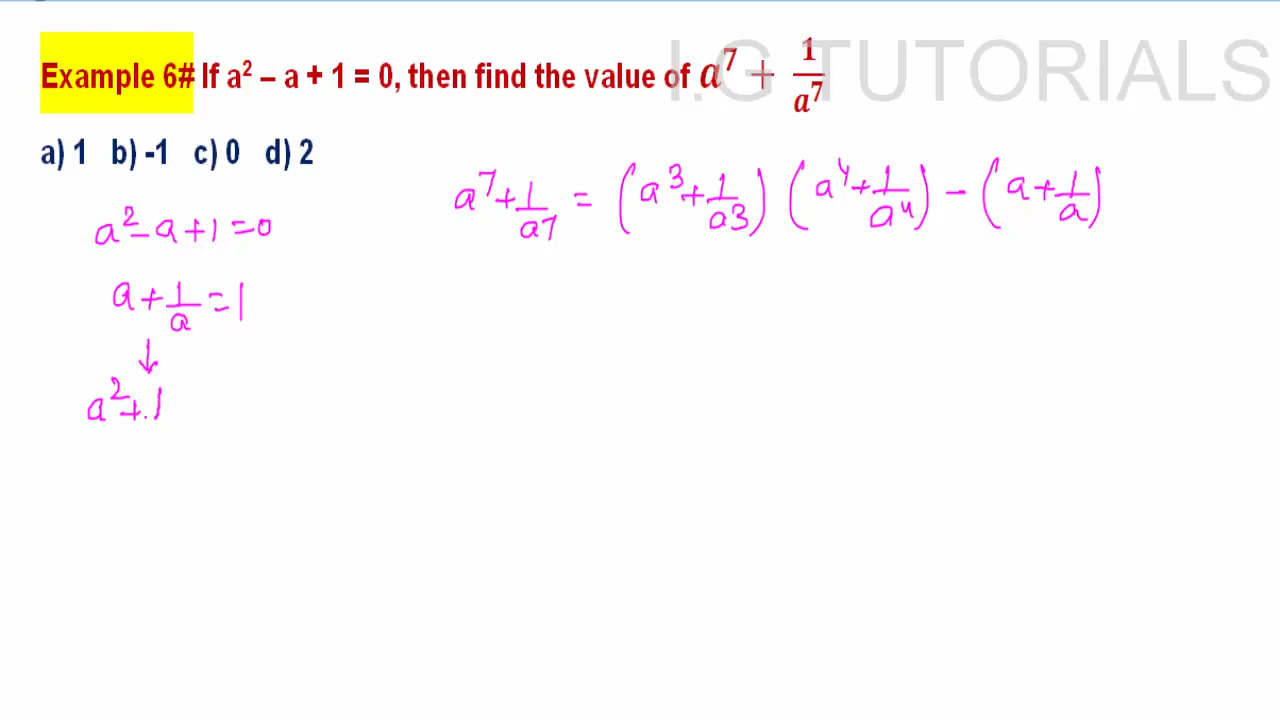 I.G TUTORIALS
Example 6# If a² – a + 1 = 0, then find the value of a⁷ + 1/a⁷
a) 1 b) -1 c) 0 d) 2
a⁷ + 1/a⁷ = (a³ + 1/a³) (a⁴ + 1/a⁴) – (a + 1/a)
a² – a + 1 = 0
a + 1/a = 1
↓
a² + 1